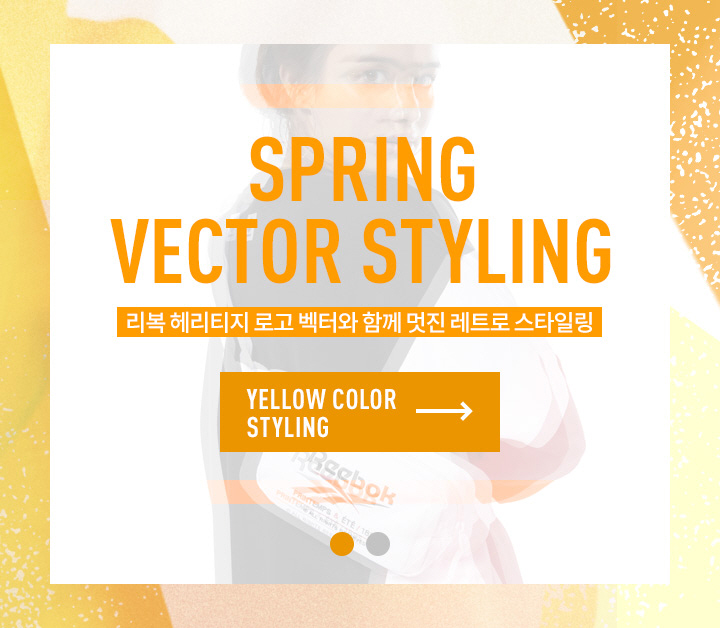 SPRING
VECTOR STYLING
리복 헤리티지 로고 벡터와 함께 멋진 레트로 스타일링
YELLOW COLOR
STYLING
Reebok